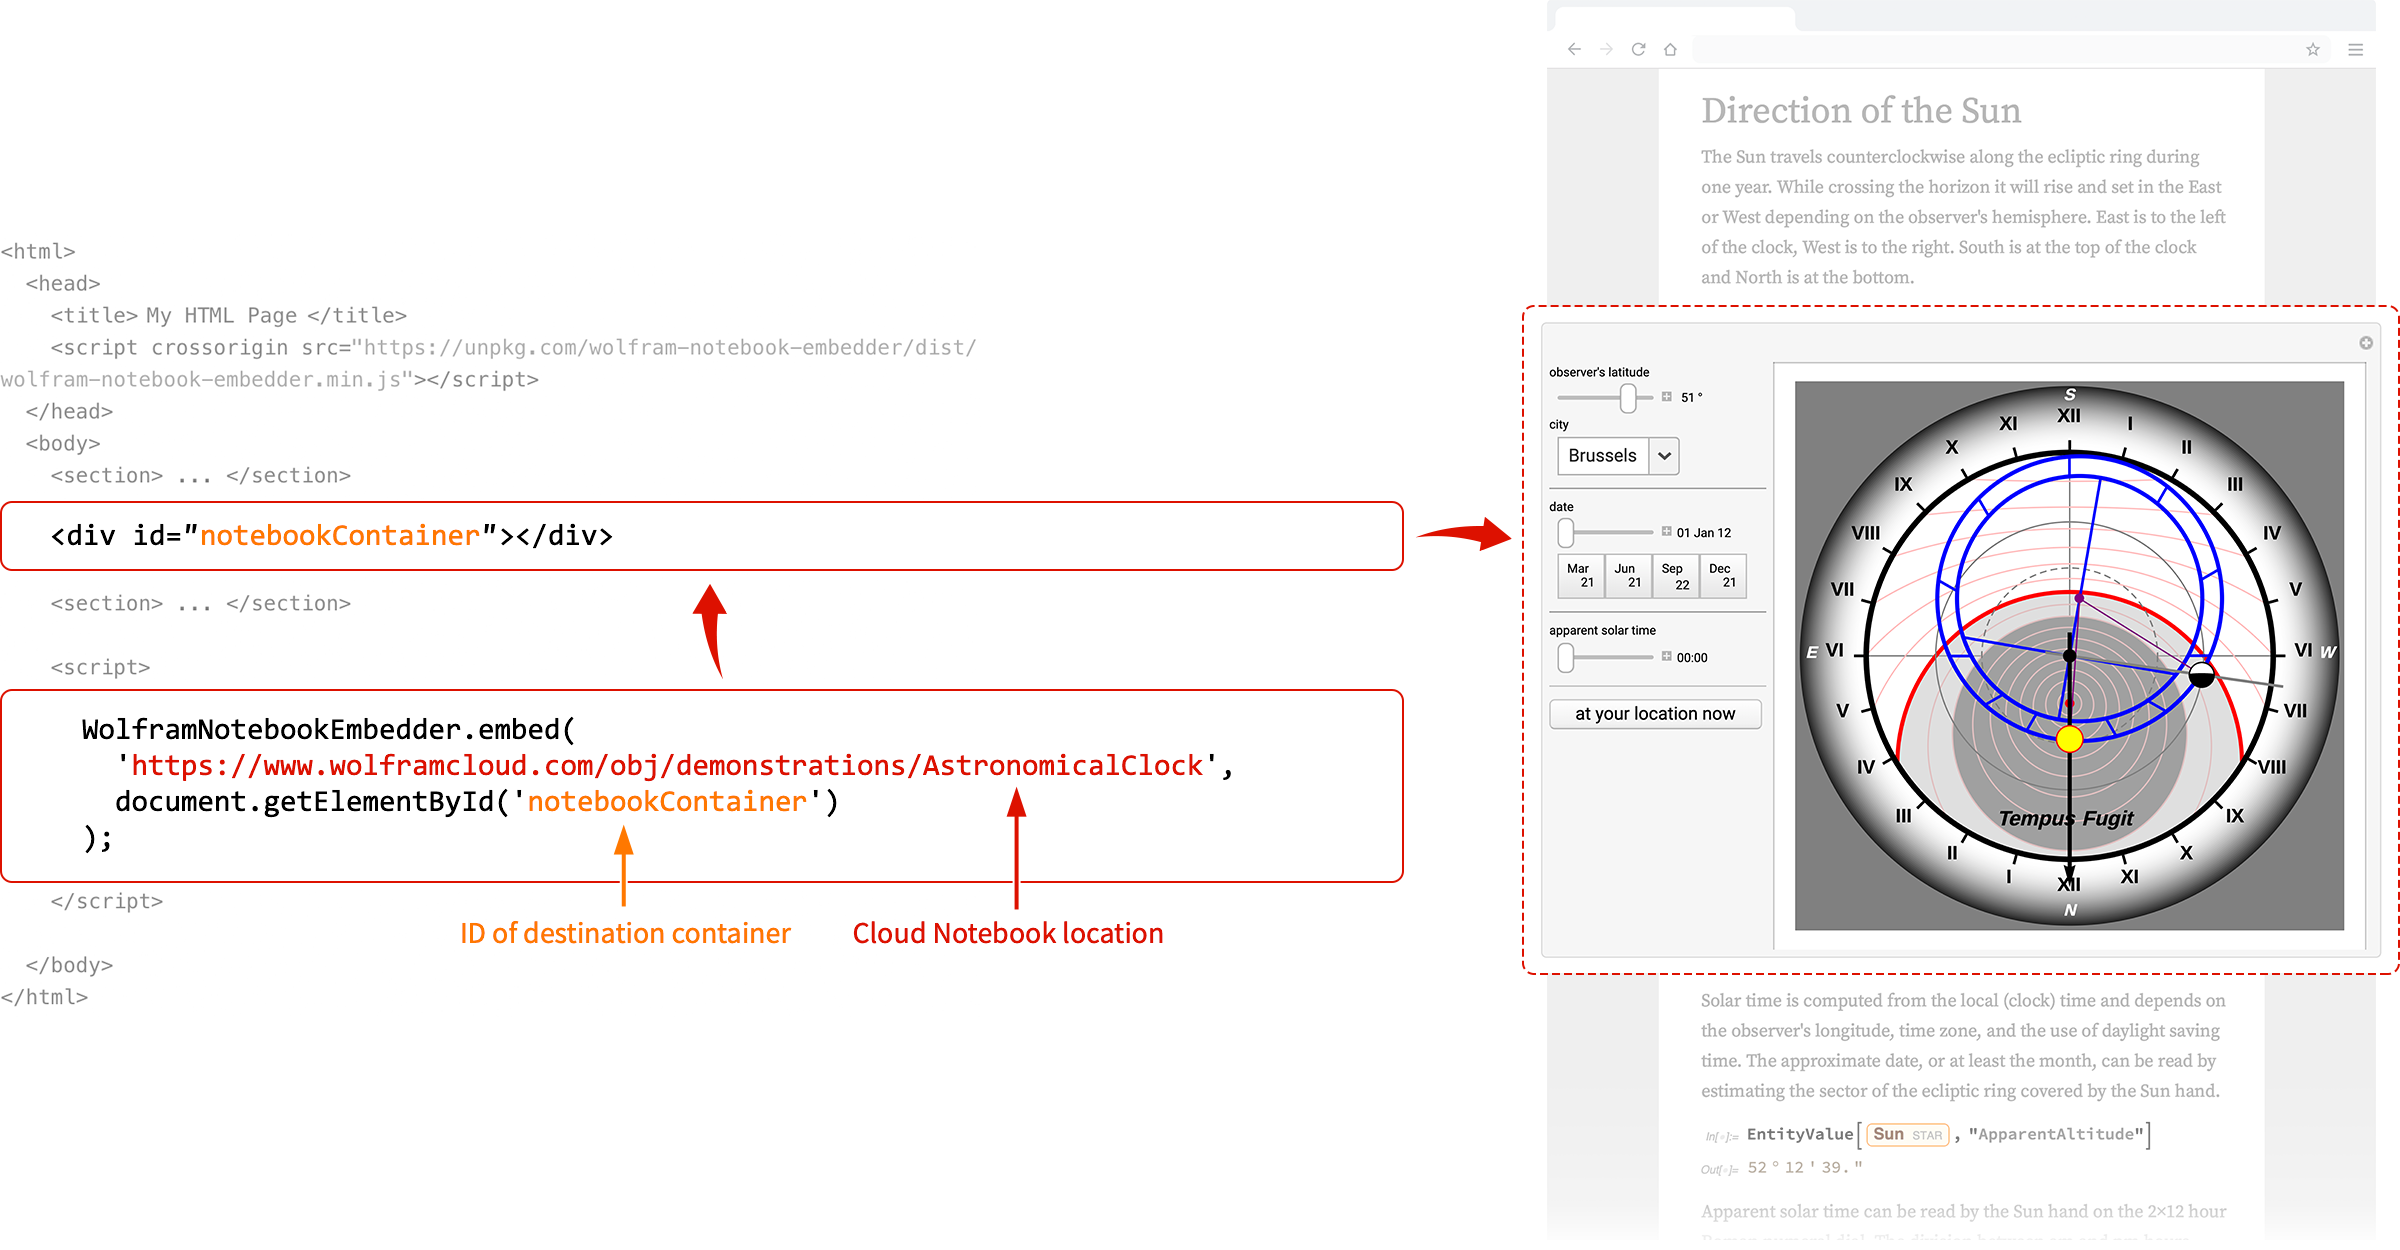 <html>
<head>
<title> My HTML Page </title>
<script crossorigin src="https://unpkg.com/wolfram-notebook-embedder/dist/
wolfram-notebook-embedder.min.js"></script>
</head>
<body>
<section> ... </section>
<div id="notebookContainer"></div>
<section> ... </section>
<script>
WolframNotebookEmbedder.embed(
'https://www.wolframcloud.com/obj/demonstrations/AstronomicalClock',
document.getElementById('notebookContainer')
);
</script>
ID of destination container
Cloud Notebook location
</body>
</html>
Direction of the Sun
The Sun travels counterclockwise along the ecliptic ring during
one year. While crossing the horizon it will rise and set in the East
or West depending on the observer's hemisphere. East is to the left
of the clock, West is to the right. South is at the top of the clock
and North is at the bottom.
observer's latitude
51 °
city
Brussels
date
01 Jan 12
Mar 21
Jun 21
Sep 22
Dec 21
apparent solar time
00:00
at your location now
S
XII
I
II
III
IV
V
VI
W
VII
VIII
IX
X
XI
XII
N
I
II
III
IV
V
VI
E
VII
VIII
IX
X
XI
Tempus Fugit
Solar time is computed from the local (clock) time and depends on
the observer's longitude, time zone, and the use of daylight saving
time. The approximate date, or at least the month, can be read by
estimating the sector of the ecliptic ring covered by the Sun hand.
In[◦]:= EntityValue[ Sun STAR , "ApparentAltitude"]
Out[◦]= 52 ° 12 ' 39. "
Apparent solar time can be read by the Sun hand on the 2×12 hour